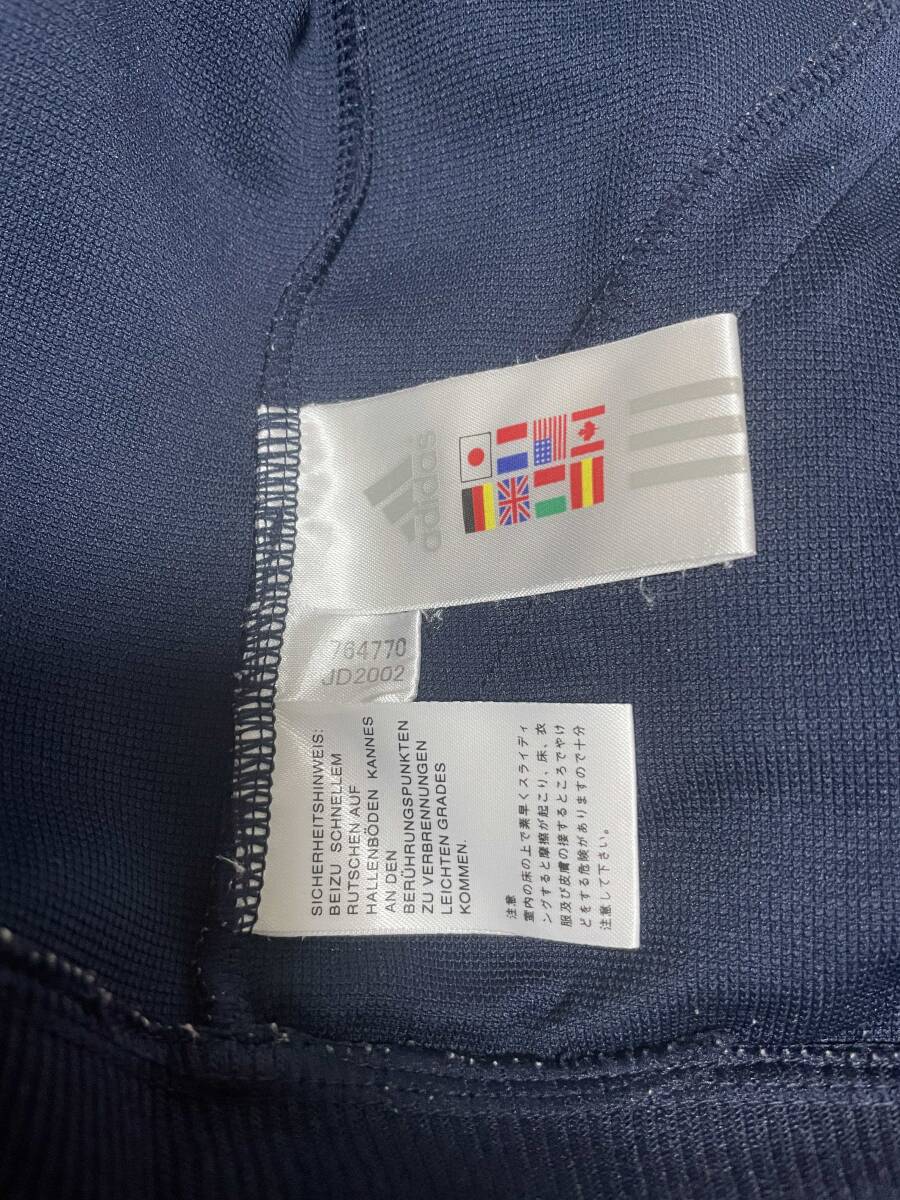 adidas
764770
JD2002
SICHERHEITSHINWEIS:
BEIZU SCHNELLEM
RUTSCHEN AUF
HALLENBÖDEN KANNES
AN DEN
BERÜHRUNGSPUNKTEN
ZU VERBRENNUNGEN
LEICHTEN GRADES
KOMMEN.
注意
室内の床の上で素早くスライディ
ングすると摩擦が起こり、床、衣
服及び皮膚の接するところでやけ
どをする危険がありますので十分
注意して下さい。